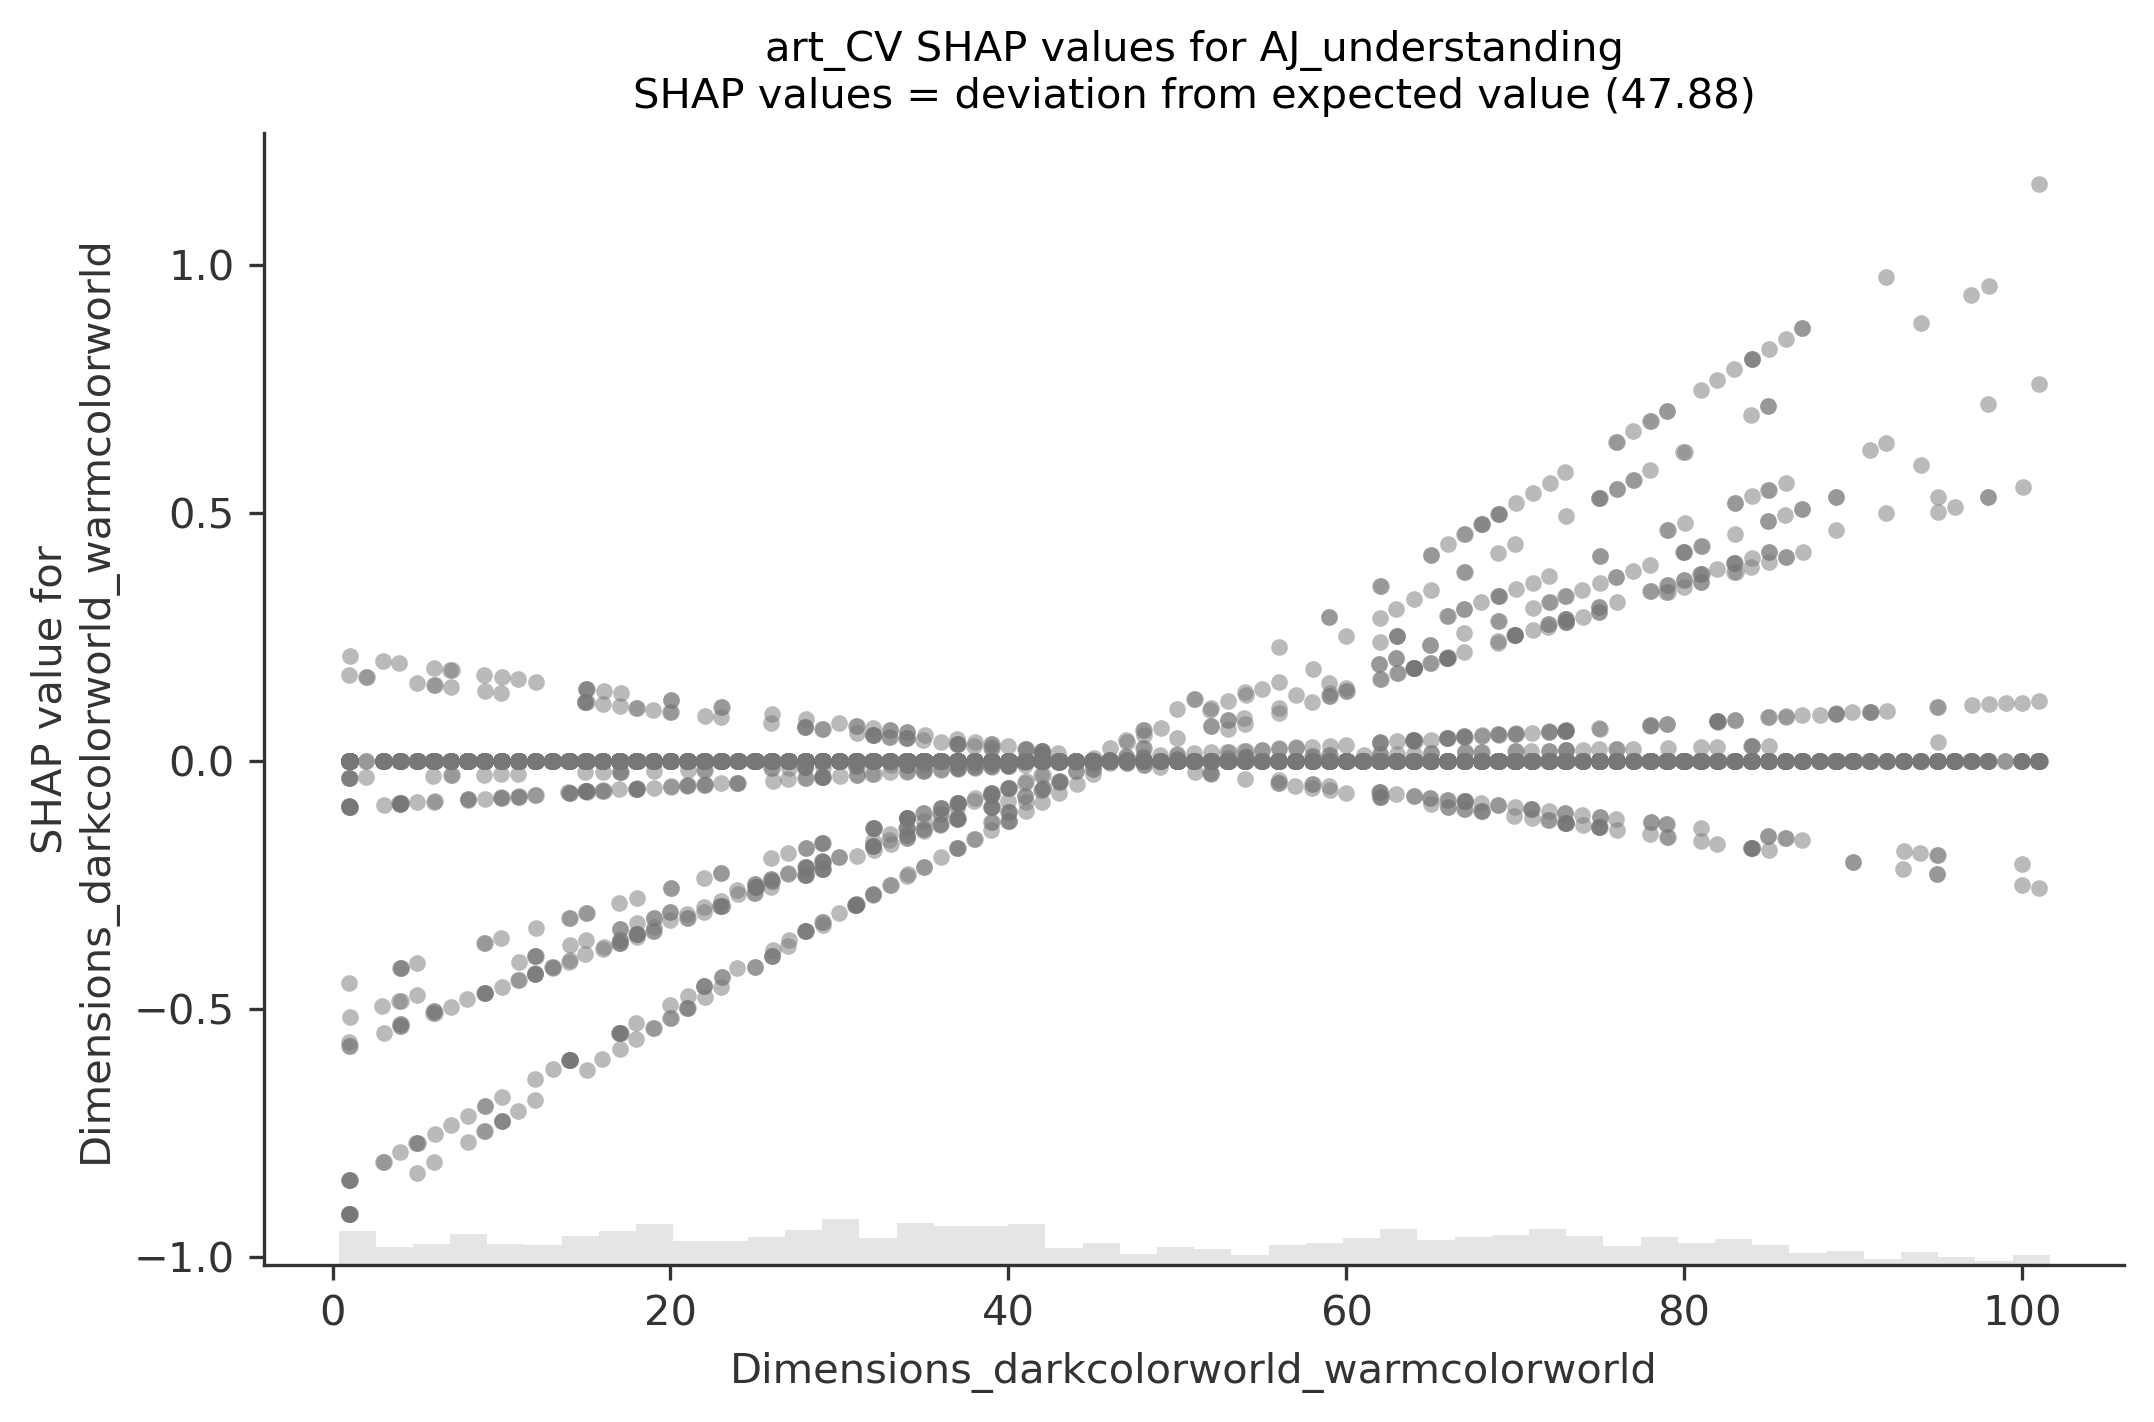 art_CV SHAP values for AJ_understanding
SHAP values = deviation from expected value (47.88)
SHAP value for
Dimensions_darkcolorworld_warmcolorworld
1.0
0.5
0.0
−0.5
−1.0
0 20 40 60 80 100
Dimensions_darkcolorworld_warmcolorworld